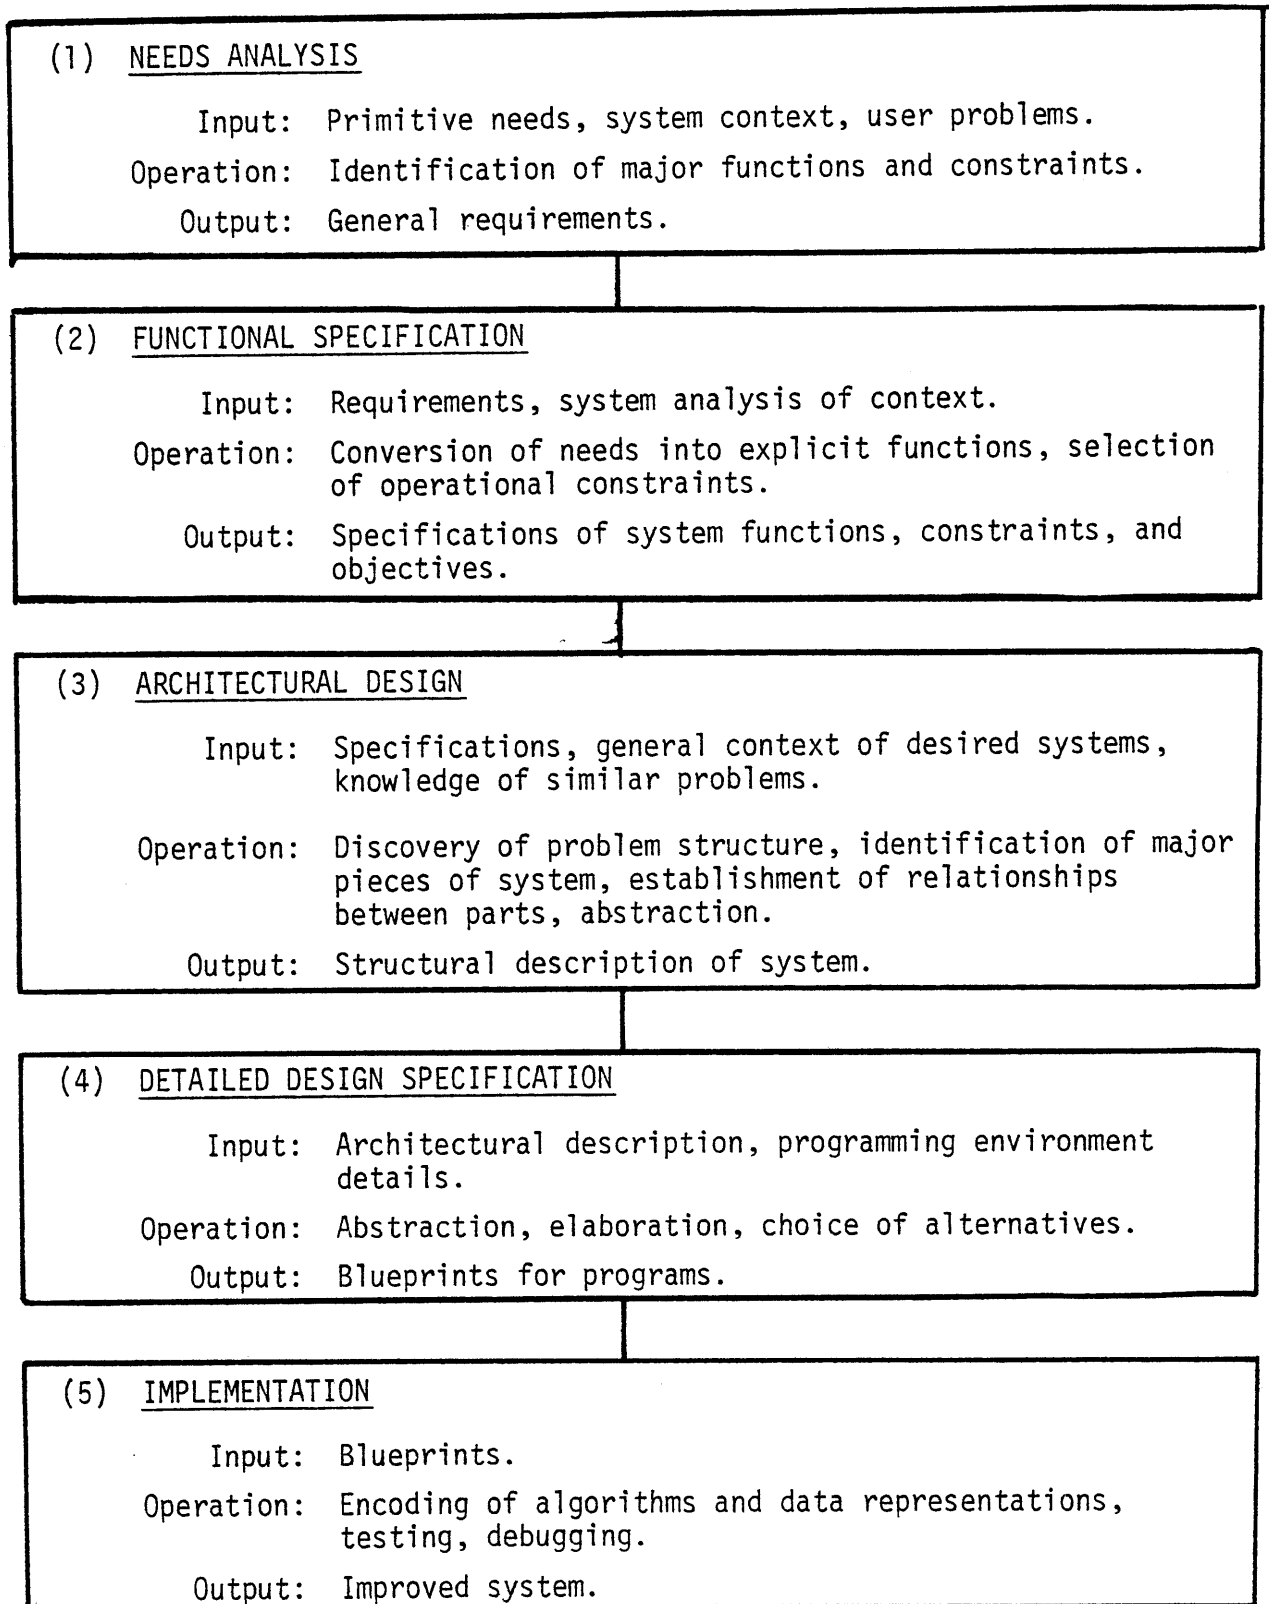 (1) NEEDS ANALYSIS
Input: Primitive needs, system context, user problems.
Operation: Identification of major functions and constraints.
Output: General requirements.
(2) FUNCTIONAL SPECIFICATION
Input: Requirements, system analysis of context.
Operation: Conversion of needs into explicit functions, selection
of operational constraints.
Output: Specifications of system functions, constraints, and
objectives.
(3) ARCHITECTURAL DESIGN
Input: Specifications, general context of desired systems,
knowledge of similar problems.
Operation: Discovery of problem structure, identification of major
pieces of system, establishment of relationships
between parts, abstraction.
Output: Structural description of system.
(4) DETAILED DESIGN SPECIFICATION
Input: Architectural description, programming environment
details.
Operation: Abstraction, elaboration, choice of alternatives.
Output: Blueprints for programs.
(5) IMPLEMENTATION
Input: Blueprints.
Operation: Encoding of algorithms and data representations,
testing, debugging.
Output: Improved system.